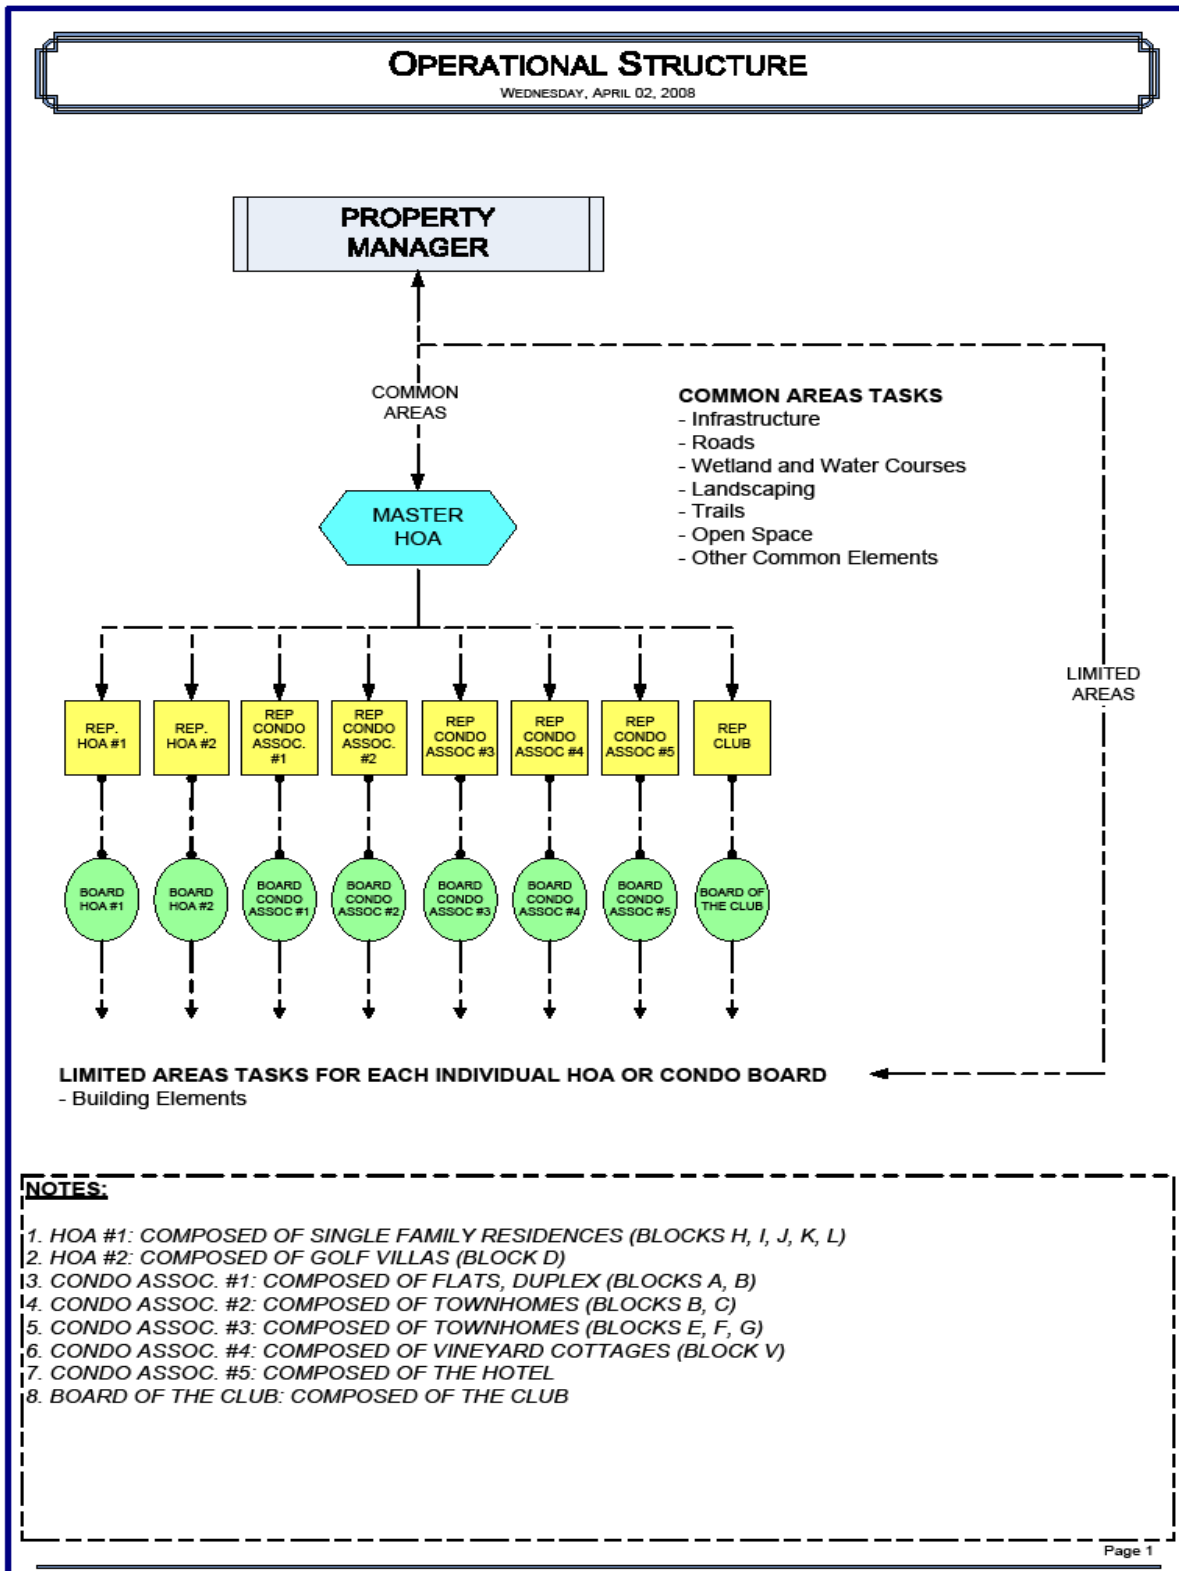 OPERATIONAL STRUCTURE
WEDNESDAY, APRIL 02, 2008
PROPERTY
MANAGER
COMMON
AREAS
COMMON AREAS TASKS
- Infrastructure
- Roads
- Wetland and Water Courses
- Landscaping
- Trails
- Open Space
- Other Common Elements
MASTER
HOA
LIMITED
AREAS
REP.
HOA #1
REP.
HOA #2
REP
CONDO
ASSOC.
#1
REP
CONDO
ASSOC.
#2
REP
CONDO
ASSOC #3
REP
CONDO
ASSOC #4
REP
CONDO
ASSOC #5
REP
CLUB
BOARD
HOA #1
BOARD
HOA #2
BOARD
CONDO
ASSOC #1
BOARD
CONDO
ASSOC #2
BOARD
CONDO
ASSOC #3
BOARD
CONDO
ASSOC #4
BOARD
CONDO
ASSOC #5
BOARD OF
THE CLUB
LIMITED AREAS TASKS FOR EACH INDIVIDUAL HOA OR CONDO BOARD
- Building Elements
NOTES:
1. HOA #1: COMPOSED OF SINGLE FAMILY RESIDENCES (BLOCKS H, I, J, K, L)
2. HOA #2: COMPOSED OF GOLF VILLAS (BLOCK D)
3. CONDO ASSOC. #1: COMPOSED OF FLATS, DUPLEX (BLOCKS A, B)
4. CONDO ASSOC. #2: COMPOSED OF TOWNHOMES (BLOCKS B, C)
5. CONDO ASSOC. #3: COMPOSED OF TOWNHOMES (BLOCKS E, F, G)
6. CONDO ASSOC. #4: COMPOSED OF VINEYARD COTTAGES (BLOCK V)
7. CONDO ASSOC. #5: COMPOSED OF THE HOTEL
8. BOARD OF THE CLUB: COMPOSED OF THE CLUB
Page 1